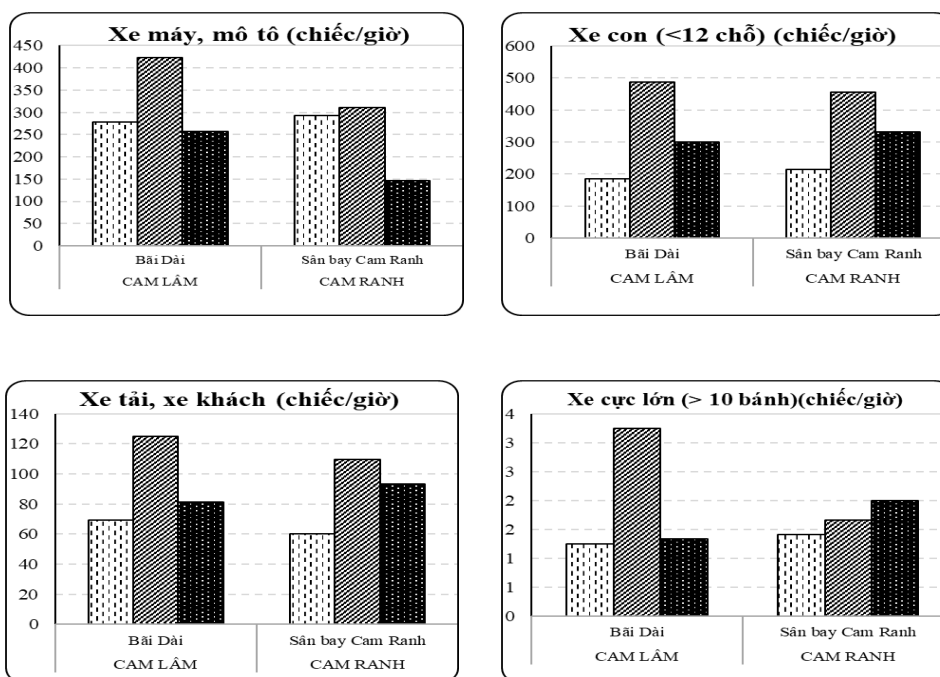 Xe máy, mô tô (chiếc/giờ)
450
400
350
300
250
200
150
100
50
0
Bãi Dài
Sân bay Cam Ranh
CAM LÂM
CAM RANH
Xe con (<12 chỗ) (chiếc/giờ)
600
500
400
300
200
100
0
Bãi Dài
Sân bay Cam Ranh
CAM LÂM
CAM RANH
Xe tải, xe khách (chiếc/giờ)
140
120
100
80
60
40
20
0
Bãi Dài
Sân bay Cam Ranh
CAM LÂM
CAM RANH
Xe cực lớn (> 10 bánh)(chiếc/giờ)
4
3
3
2
2
1
1
0
Bãi Dài
Sân bay Cam Ranh
CAM LÂM
CAM RANH